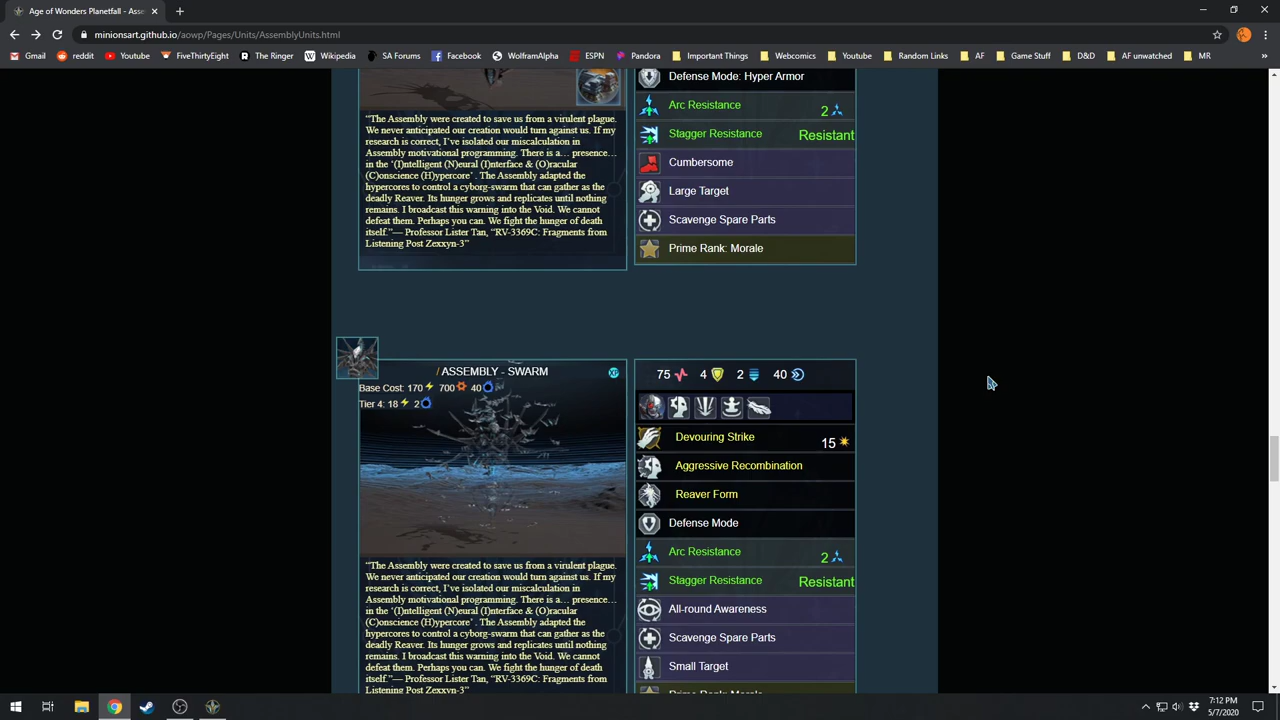 Age of Wonders Planetfall - Asse
minionsart.github.io/aowp/Pages/Units/AssemblyUnits.html
Gmail reddit Youtube FiveThirtyEight The Ringer Wikipedia SA Forums Facebook WolframAlpha ESPN Pandora Important Things Webcomics Youtube Random Links AF Game Stuff D&D AF unwatched MR »
Defense Mode: Hyper Armor
Arc Resistance 2
Stagger Resistance Resistant
Cumbersome
Large Target
Scavenge Spare Parts
Prime Rank: Morale
“The Assembly were created to save us from a virulent plague.
We never anticipated our creation would turn against us. If my
research is correct, I’ve isolated our miscalculation in
Assembly motivational programming. There is a… presence…
in the ‘(I)ntelligent (N)eural (I)nterface & (O)racular
(C)onscience (H)ypercore’ . The Assembly adapted the
hypercores to control a cyborg-swarm that can gather as the
deadly Reaver. Its hunger grows and replicates until nothing
remains. I broadcast this warning into the Void. We cannot
defeat them. Perhaps you can. We fight the hunger of death
itself.”— Professor Lister Tan, “RV-3369C: Fragments from
Listening Post Zexxyn-3”
/ ASSEMBLY - SWARM
XP
Base Cost: 170 700 40
Tier 4: 18 2
75 4 2 40
Devouring Strike 15
Aggressive Recombination
Reaver Form
Defense Mode
Arc Resistance 2
Stagger Resistance Resistant
All-round Awareness
Scavenge Spare Parts
Small Target
Prime Rank: Morale
“The Assembly were created to save us from a virulent plague.
We never anticipated our creation would turn against us. If my
research is correct, I’ve isolated our miscalculation in
Assembly motivational programming. There is a… presence…
in the ‘(I)ntelligent (N)eural (I)nterface & (O)racular
(C)onscience (H)ypercore’ . The Assembly adapted the
hypercores to control a cyborg-swarm that can gather as the
deadly Reaver. Its hunger grows and replicates until nothing
remains. I broadcast this warning into the Void. We cannot
defeat them. Perhaps you can. We fight the hunger of death
itself.”— Professor Lister Tan, “RV-3369C: Fragments from
Listening Post Zexxyn-3”
7:12 PM
5/7/2020